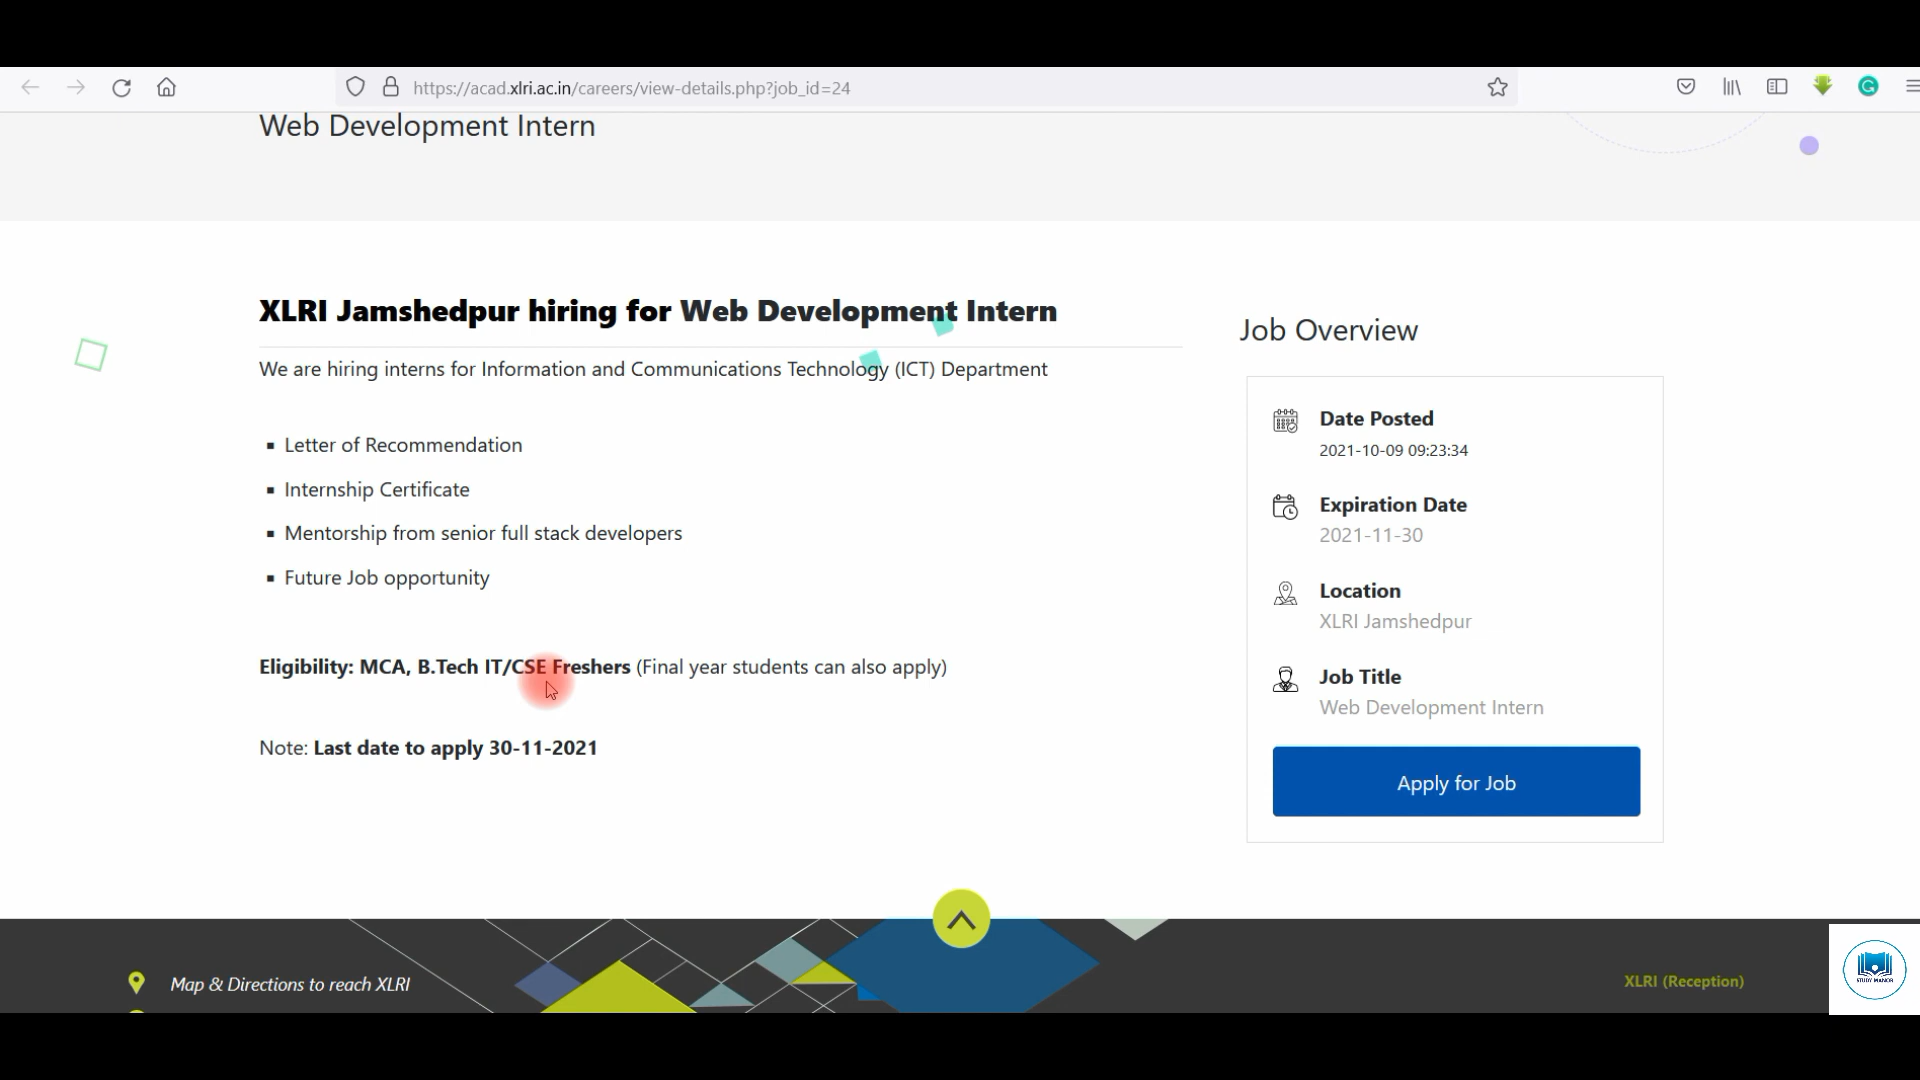 https://acad.xlri.ac.in/careers/view-details.php?job_id=24
Web Development Intern
XLRI Jamshedpur hiring for Web Development Intern
We are hiring interns for Information and Communications Technology (ICT) Department
Letter of Recommendation
Internship Certificate
Mentorship from senior full stack developers
Future Job opportunity
Eligibility: MCA, B.Tech IT/CSE Freshers (Final year students can also apply)
Note: Last date to apply 30-11-2021
Job Overview
Date Posted
2021-10-09 09:23:34
Expiration Date
2021-11-30
Location
XLRI Jamshedpur
Job Title
Web Development Intern
Apply for Job
Map & Directions to reach XLRI
XLRI (Reception)
STUDY MANOR